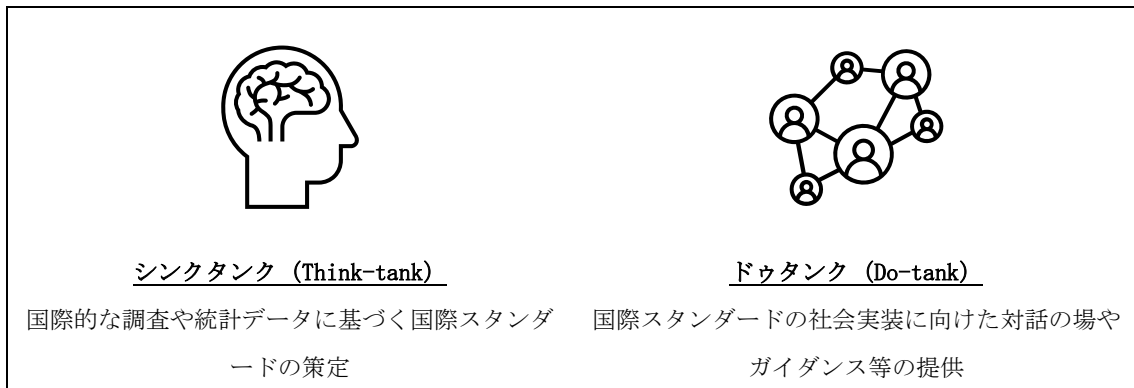 シンクタンク (Think-tank)
国際的な調査や統計データに基づく国際スタンダ
ードの策定
ドゥタンク (Do-tank)
国際スタンダードの社会実装に向けた対話の場や
ガイダンス等の提供